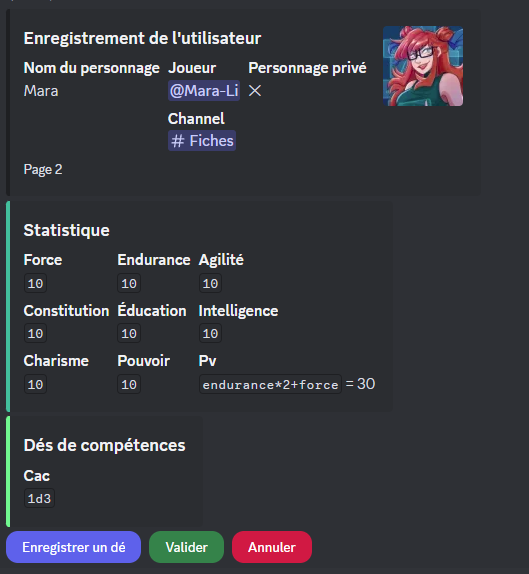 Enregistrement de l'utilisateur
Nom du personnage Joueur Personnage privé
Mara @Mara-Li ✕
Channel
# Fiches
Page 2
Statistique
Force Endurance Agilité
10 10 10
Constitution Éducation Intelligence
10 10 10
Charisme Pouvoir Pv
10 10 endurance*2+force = 30
Dés de compétences
Cac
1d3
Enregistrer un dé Valider Annuler